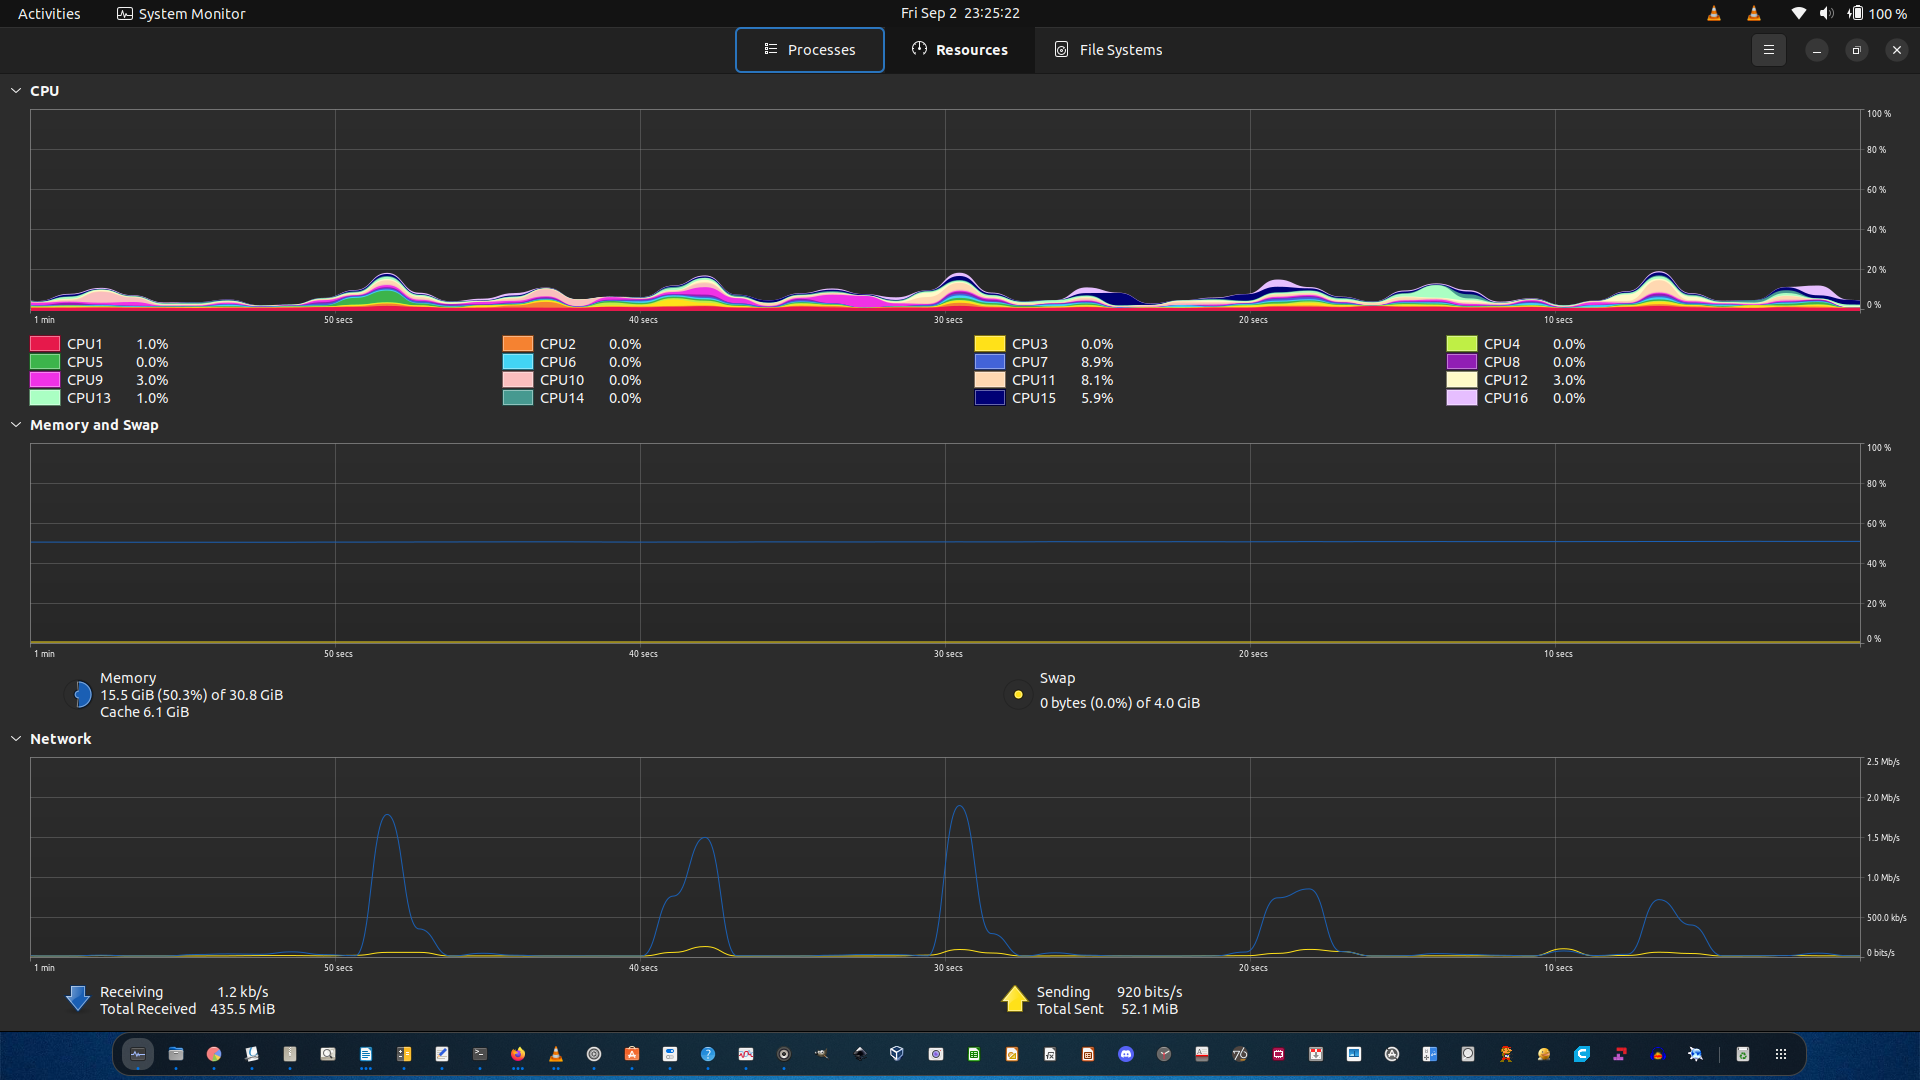 Activities System Monitor Fri Sep 2 23:25:22 100 %
Processes Resources File Systems
CPU
100 %
80 %
60 %
40 %
20 %
0 %
1 min 50 secs 40 secs 30 secs 20 secs 10 secs
CPU1 1.0% CPU2 0.0% CPU3 0.0% CPU4 0.0%
CPU5 0.0% CPU6 0.0% CPU7 8.9% CPU8 0.0%
CPU9 3.0% CPU10 0.0% CPU11 8.1% CPU12 3.0%
CPU13 1.0% CPU14 0.0% CPU15 5.9% CPU16 0.0%
Memory and Swap
100 %
80 %
60 %
40 %
20 %
0 %
1 min 50 secs 40 secs 30 secs 20 secs 10 secs
Memory Swap
15.5 GiB (50.3%) of 30.8 GiB 0 bytes (0.0%) of 4.0 GiB
Cache 6.1 GiB
Network
2.5 Mb/s
2.0 Mb/s
1.5 Mb/s
1.0 Mb/s
500.0 kb/s
0 bits/s
1 min 50 secs 40 secs 30 secs 20 secs 10 secs
Receiving 1.2 kb/s Sending 920 bits/s
Total Received 435.5 MiB Total Sent 52.1 MiB